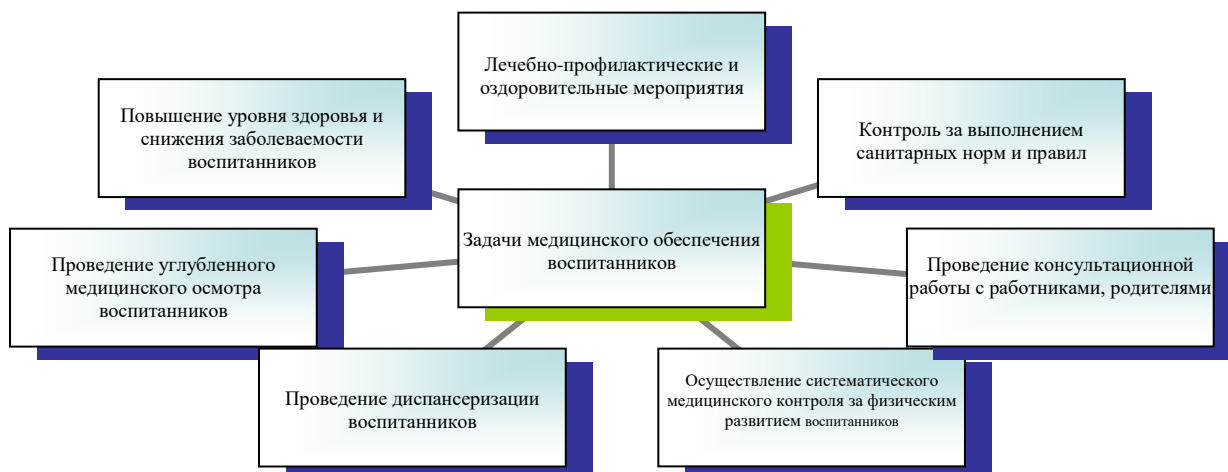 Лечебно-профилактические и
оздоровительные мероприятия
Повышение уровня здоровья и
снижения заболеваемости
воспитанников
Контроль за выполнением
санитарных норм и правил
Задачи медицинского обеспечения
воспитанников
Проведение углубленного
медицинского осмотра
воспитанников
Проведение консультационной
работы с работниками, родителями
Проведение диспансеризации
воспитанников
Осуществление систематического
медицинского контроля за физическим
развитием воспитанников